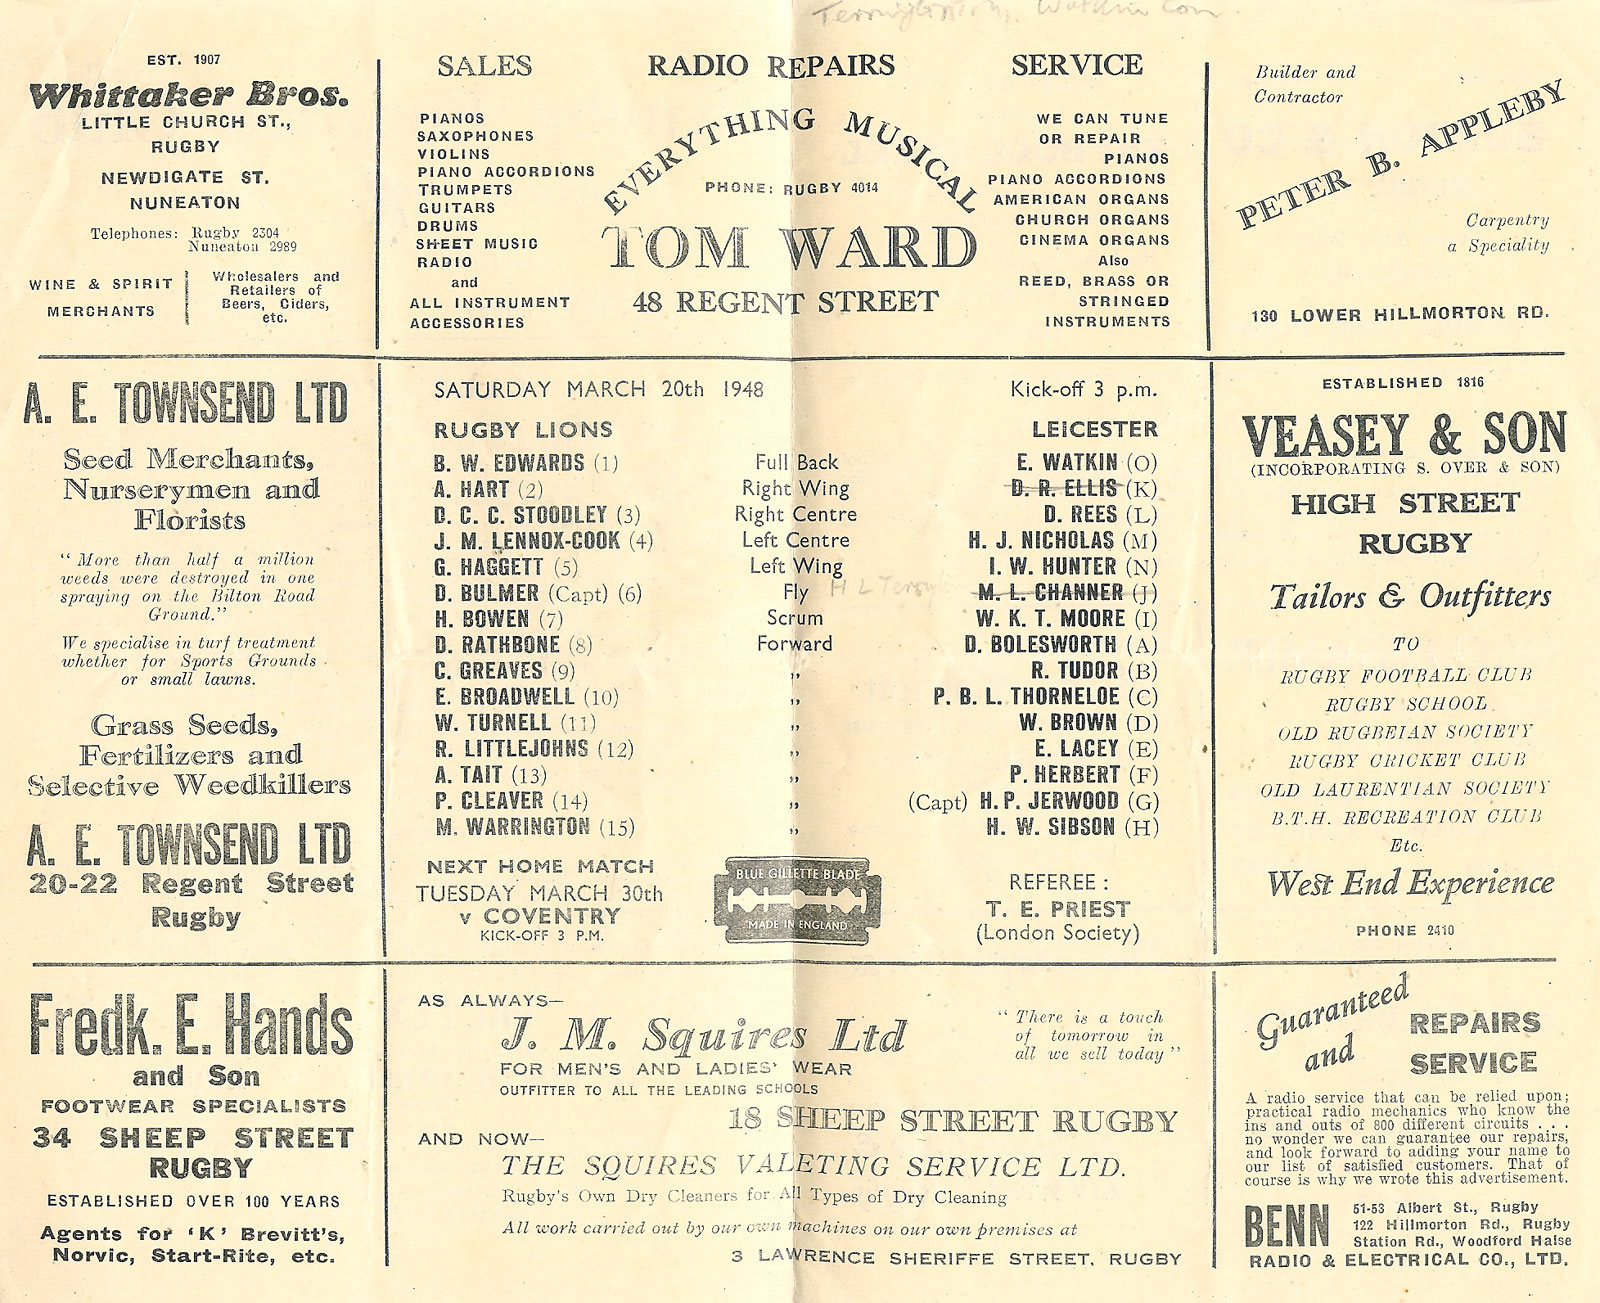 EST. 1907
Whittaker Bros.
LITTLE CHURCH ST.,
RUGBY
NEWDIGATE ST.
NUNEATON
Telephones: Rugby 2304
Nuneaton 2989
WINE & SPIRIT
MERCHANTS
Wholesalers and
Retailers of
Beers, Ciders,
etc.
SALES
PIANOS
SAXOPHONES
VIOLINS
PIANO ACCORDIONS
TRUMPETS
GUITARS
DRUMS
SHEET MUSIC
RADIO
and
ALL INSTRUMENT
ACCESSORIES
RADIO REPAIRS
EVERYTHING MUSICAL
PHONE: RUGBY 4014
TOM WARD
48 REGENT STREET
SERVICE
WE CAN TUNE
OR REPAIR
PIANOS
PIANO ACCORDIONS
AMERICAN ORGANS
CHURCH ORGANS
CINEMA ORGANS
Also
REED, BRASS OR
STRINGED
INSTRUMENTS
Builder and
Contractor
PETER B. APPLEBY
Carpentry
a Speciality
130 LOWER HILLMORTON RD.
A. E. TOWNSEND LTD
Seed Merchants,
Nurserymen and
Florists
“ More than half a million
weeds were destroyed in one
spraying on the Bilton Road
Ground.”
We specialise in turf treatment
whether for Sports Grounds
or small lawns.
Grass Seeds,
Fertilizers and
Selective Weedkillers
A. E. TOWNSEND LTD
20-22 Regent Street
Rugby
SATURDAY MARCH 20th 1948 Kick-off 3 p.m.
RUGBY LIONS LEICESTER
B. W. EDWARDS (1) Full Back E. WATKIN (O)
A. HART (2) Right Wing D. R. ELLIS (K)
D. C. C. STOODLEY (3) Right Centre D. REES (L)
J. M. LENNOX-COOK (4) Left Centre H. J. NICHOLAS (M)
G. HAGGETT (5) Left Wing I. W. HUNTER (N)
D. BULMER (Capt) (6) Fly H L M. L. CHANNER (J)
H. BOWEN (7) Scrum W. K. T. MOORE (I)
D. RATHBONE (8) Forward D. BOLESWORTH (A)
C. GREAVES (9) ,, R. TUDOR (B)
E. BROADWELL (10) ,, P. B. L. THORNELOE (C)
W. TURNELL (11) ,, W. BROWN (D)
R. LITTLEJOHNS (12) ,, E. LACEY (E)
A. TAIT (13) ,, P. HERBERT (F)
P. CLEAVER (14) ,, (Capt) H. P. JERWOOD (G)
M. WARRINGTON (15) ,, H. W. SIBSON (H)
NEXT HOME MATCH
TUESDAY MARCH 30th
v COVENTRY
KICK-OFF 3 P.M.
BLUE GILLETTE BLADE
MADE IN ENGLAND
REFEREE :
T. E. PRIEST
(London Society)
ESTABLISHED 1816
VEASEY & SON
(INCORPORATING S. OVER & SON)
HIGH STREET
RUGBY
Tailors & Outfitters
TO
RUGBY FOOTBALL CLUB
RUGBY SCHOOL
OLD RUGBEIAN SOCIETY
RUGBY CRICKET CLUB
OLD LAURENTIAN SOCIETY
B.T.H. RECREATION CLUB
Etc.
West End Experience
PHONE 2410
Fredk. E. Hands
and Son
FOOTWEAR SPECIALISTS
34 SHEEP STREET
RUGBY
ESTABLISHED OVER 100 YEARS
Agents for ‘K’ Brevitt’s,
Norvic, Start-Rite, etc.
AS ALWAYS—
J. M. Squires Ltd
FOR MEN’S AND LADIES’ WEAR
OUTFITTER TO ALL THE LEADING SCHOOLS
“ There is a touch
of tomorrow in
all we sell today ”
18 SHEEP STREET RUGBY
AND NOW—
THE SQUIRES VALETING SERVICE LTD.
Rugby’s Own Dry Cleaners for All Types of Dry Cleaning
All work carried out by our own machines on our own premises at
3 LAWRENCE SHERIFFE STREET, RUGBY
Guaranteed
REPAIRS
and
SERVICE
A radio service that can be relied upon;
practical radio mechanics who know the
ins and outs of 800 different circuits . . .
no wonder we can guarantee our repairs,
and look forward to adding your name to
our list of satisfied customers. That of
course is why we wrote this advertisement.
BENN
51-53 Albert St., Rugby
122 Hillmorton Rd., Rugby
Station Rd., Woodford Halse
RADIO & ELECTRICAL CO., LTD.